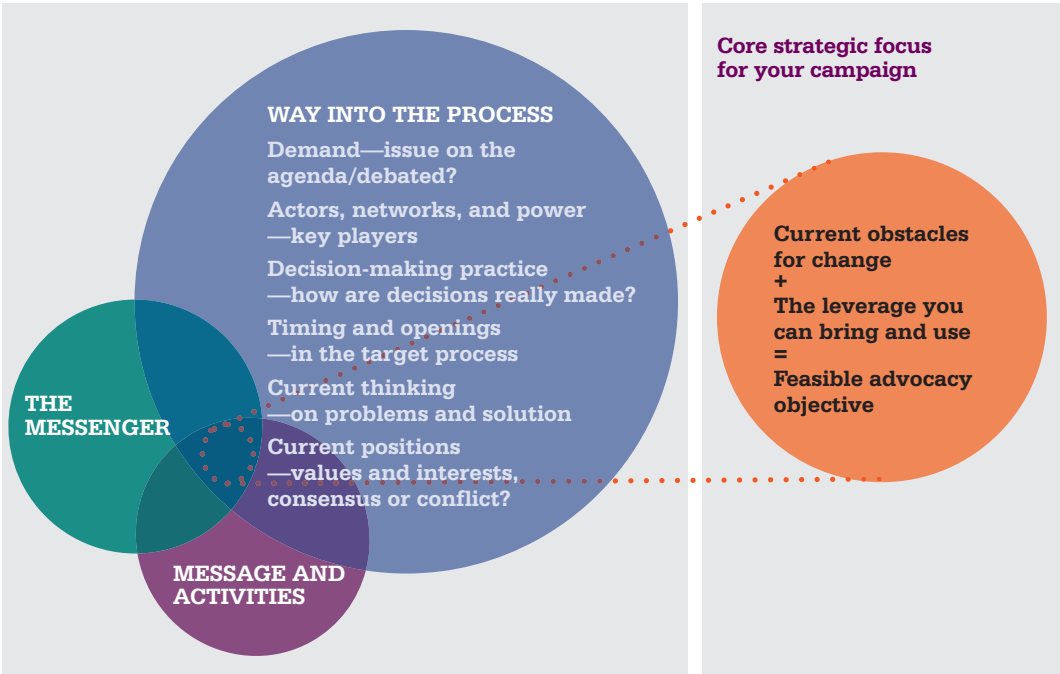 WAY INTO THE PROCESS
Demand—issue on the
agenda/debated?
Actors, networks, and power
—key players
Decision-making practice
—how are decisions really made?
Timing and openings
—in the target process
Current thinking
—on problems and solution
Current positions
—values and interests,
consensus or conflict?
THE
MESSENGER
MESSAGE AND
ACTIVITIES
Core strategic focus
for your campaign
Current obstacles
for change
+
The leverage you
can bring and use
=
Feasible advocacy
objective